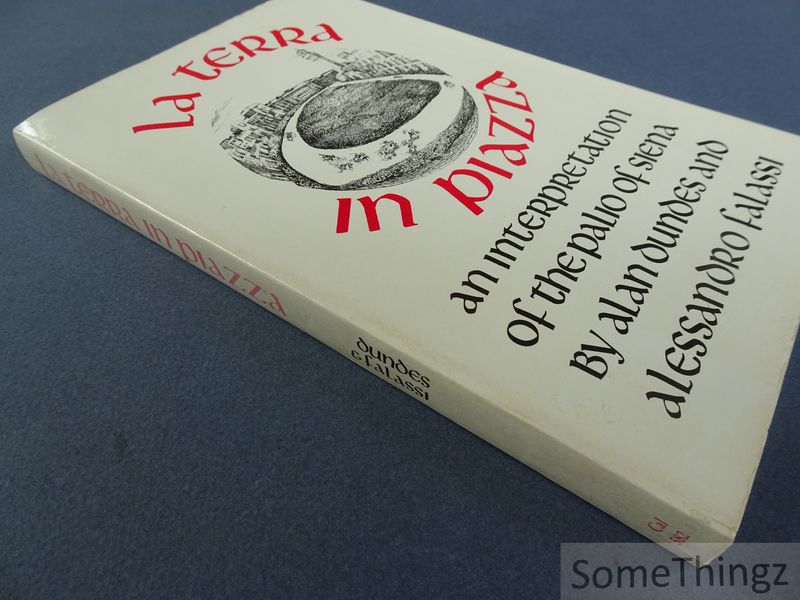 La terra
in piazza
an interpretation
of the palio of siena
by alan dundes and
alessandro falassi
La terra in piazza
dundes
& falassi
Cal
582
SomeThingz